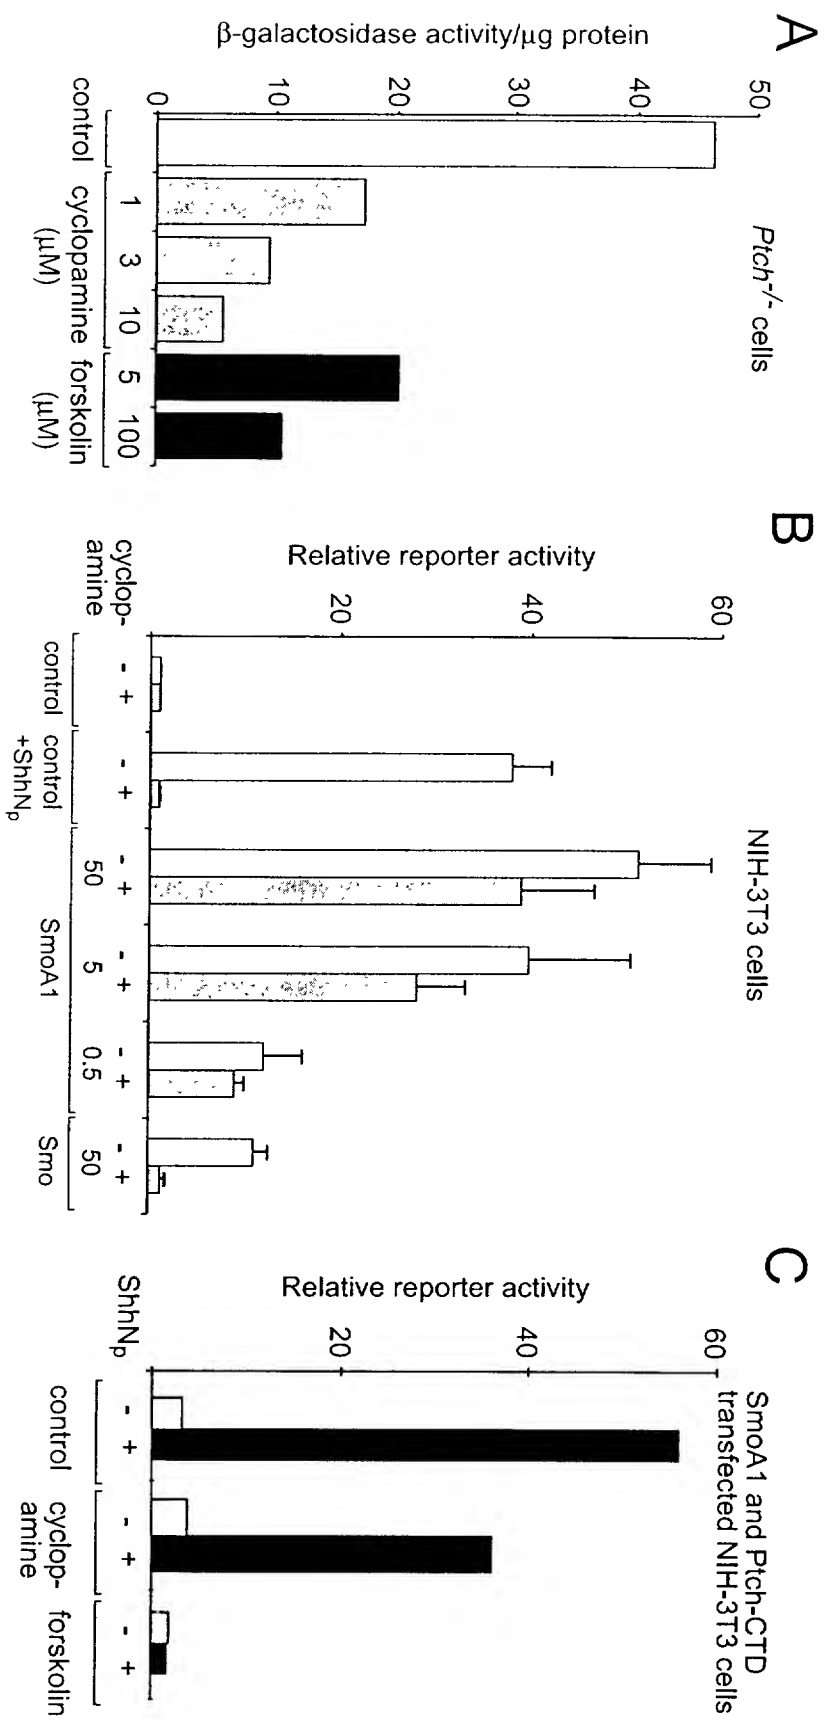 A
Ptch-/- cells
β-galactosidase activity/μg protein
50
40
30
20
10
0
1 3 10 5 100
control cyclopamine forskolin
(μM) (μM)
B
NIH-3T3 cells
Relative reporter activity
60
40
20
cyclop-
amine
- + - + - + - + - + - +
50 5 0.5 50
control control SmoA1 Smo
+ShhNp
C
SmoA1 and Ptch-CTD
transfected NIH-3T3 cells
Relative reporter activity
60
40
20
ShhNp - + - + - +
control cyclop- forskolin
amine